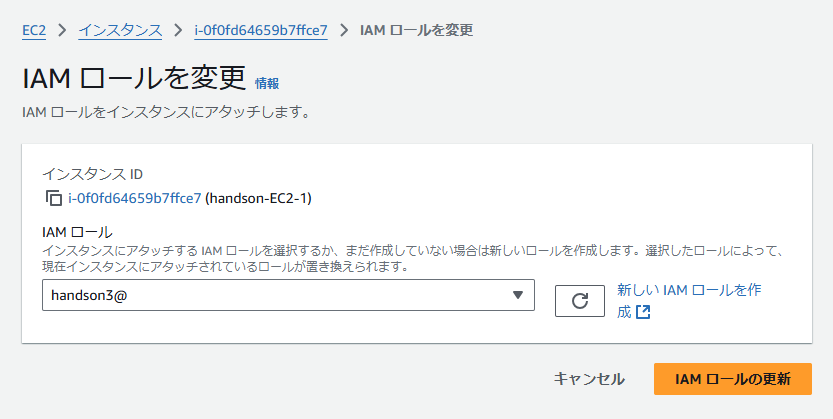 EC2 > インスタンス > i-0f0fd64659b7ffce7 > IAM ロールを変更
IAM ロールを変更 情報
IAM ロールをインスタンスにアタッチします。
インスタンス ID
i-0f0fd64659b7ffce7 (handson-EC2-1)
IAM ロール
インスタンスにアタッチする IAM ロールを選択するか、まだ作成していない場合は新しいロールを作成します。選択したロールによって、
現在インスタンスにアタッチされているロールが置き換えられます。
handson3@
新しい IAM ロールを作
成
キャンセル IAM ロールの更新